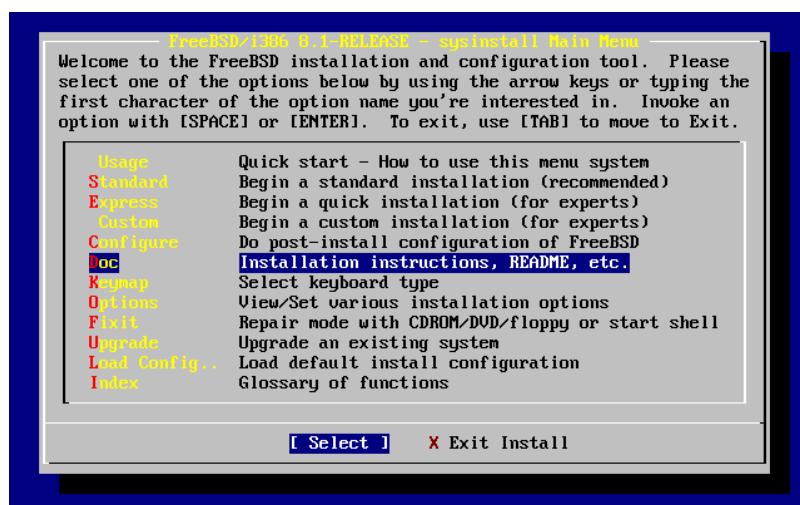 FreeBSD/i386 8.1-RELEASE - sysinstall Main Menu
Welcome to the FreeBSD installation and configuration tool.  Please
select one of the options below by using the arrow keys or typing the
first character of the option name you're interested in.  Invoke an
option with [SPACE] or [ENTER].  To exit, use [TAB] to move to Exit.
Usage Quick start - How to use this menu system
Standard Begin a standard installation (recommended)
Express Begin a quick installation (for experts)
Custom Begin a custom installation (for experts)
Configure Do post-install configuration of FreeBSD
Doc Installation instructions, README, etc.
Keymap Select keyboard type
Options View/Set various installation options
Fixit Repair mode with CDROM/DVD/floppy or start shell
Upgrade Upgrade an existing system
Load Config.. Load default install configuration
Index Glossary of functions
[ Select ] X Exit Install